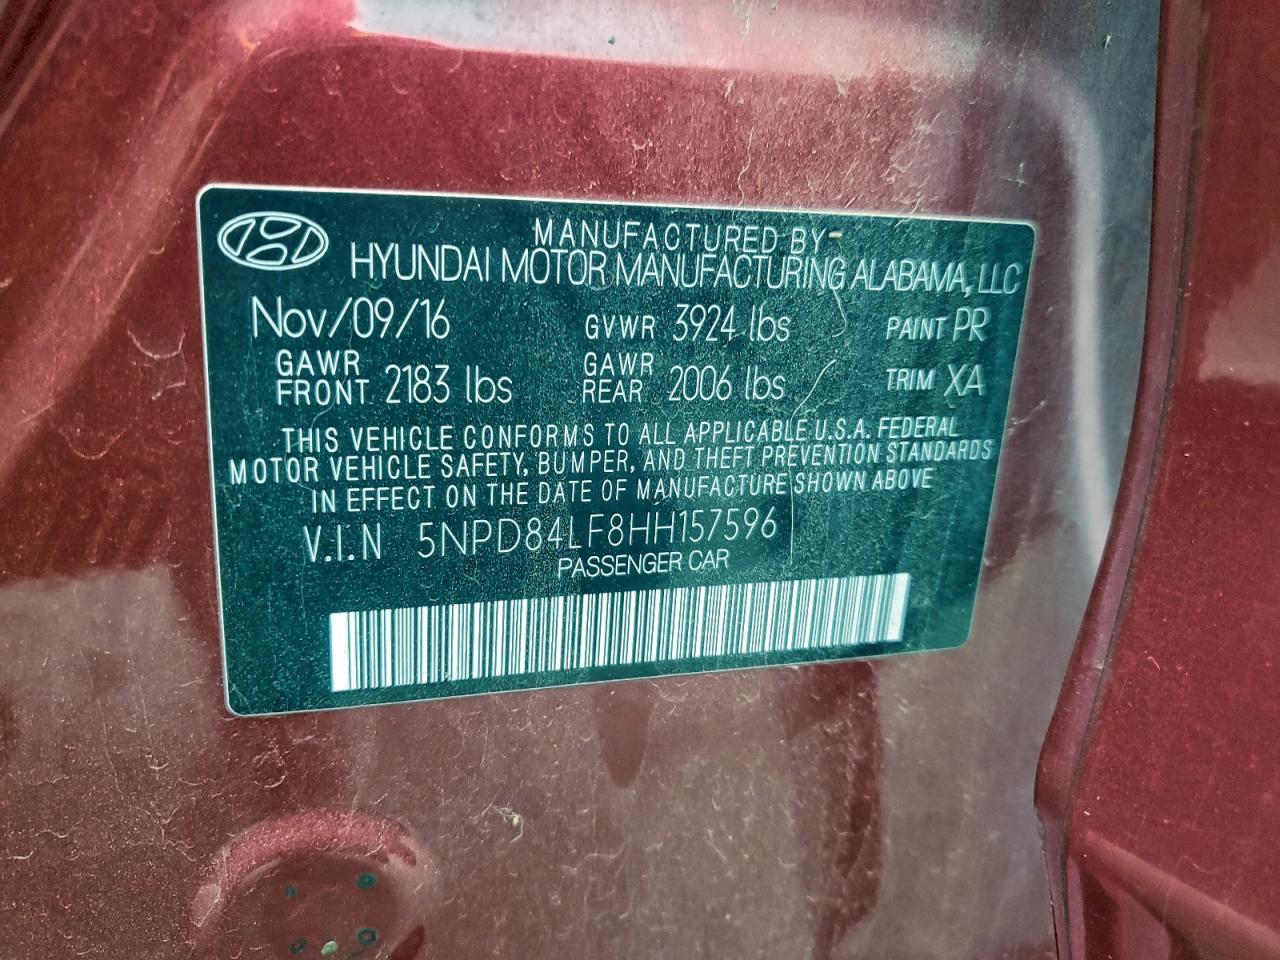 MANUFACTURED BY
HYUNDAI MOTOR MANUFACTURING ALABAMA, LLC
Nov/09/16 GVWR 3924 lbs PAINT PR
GAWR FRONT 2183 lbs GAWR REAR 2006 lbs TRIM XA
THIS VEHICLE CONFORMS TO ALL APPLICABLE U.S.A. FEDERAL
MOTOR VEHICLE SAFETY, BUMPER, AND THEFT PREVENTION STANDARDS
IN EFFECT ON THE DATE OF MANUFACTURE SHOWN ABOVE
V.I.N 5NPD84LF8HH157596
PASSENGER CAR